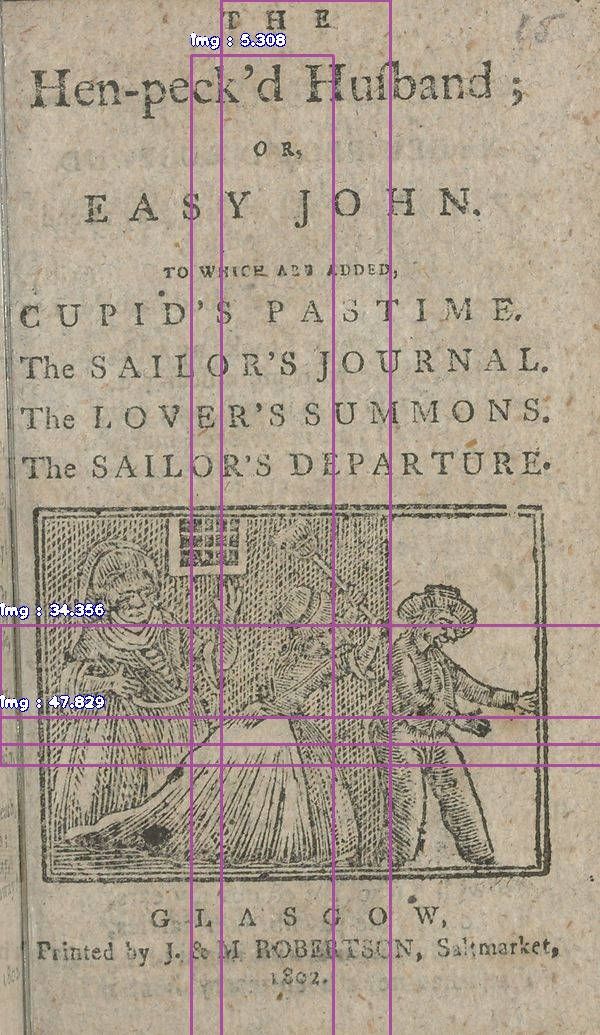 THE
15
Hen-peck'd Huſband;
OR,
EASY JOHN.
TO WHICH ARE ADDED,
CUPID'S PASTIME.
The SAILOR'S JOURNAL.
The LOVER'S SUMMONS.
The SAILOR'S DEPARTURE.
GLASGOW,
Printed by J. & M ROBERTSON, Saltmarket,
1802.
img : 5.308
img : 34.356
img : 47.829